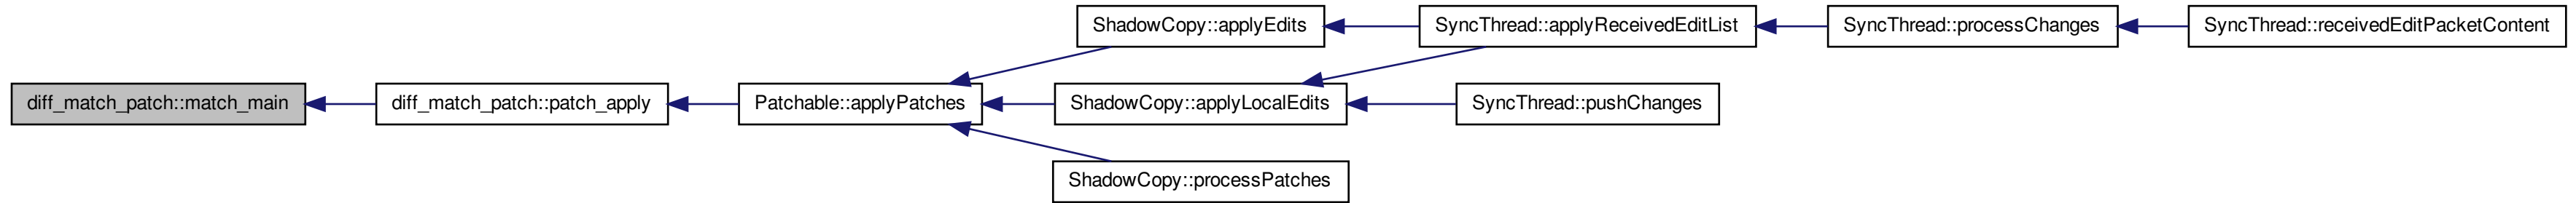 ShadowCopy::applyEdits
SyncThread::applyReceivedEditList
SyncThread::processChanges
SyncThread::receivedEditPacketContent
diff_match_patch::match_main
diff_match_patch::patch_apply
Patchable::applyPatches
ShadowCopy::applyLocalEdits
SyncThread::pushChanges
ShadowCopy::processPatches